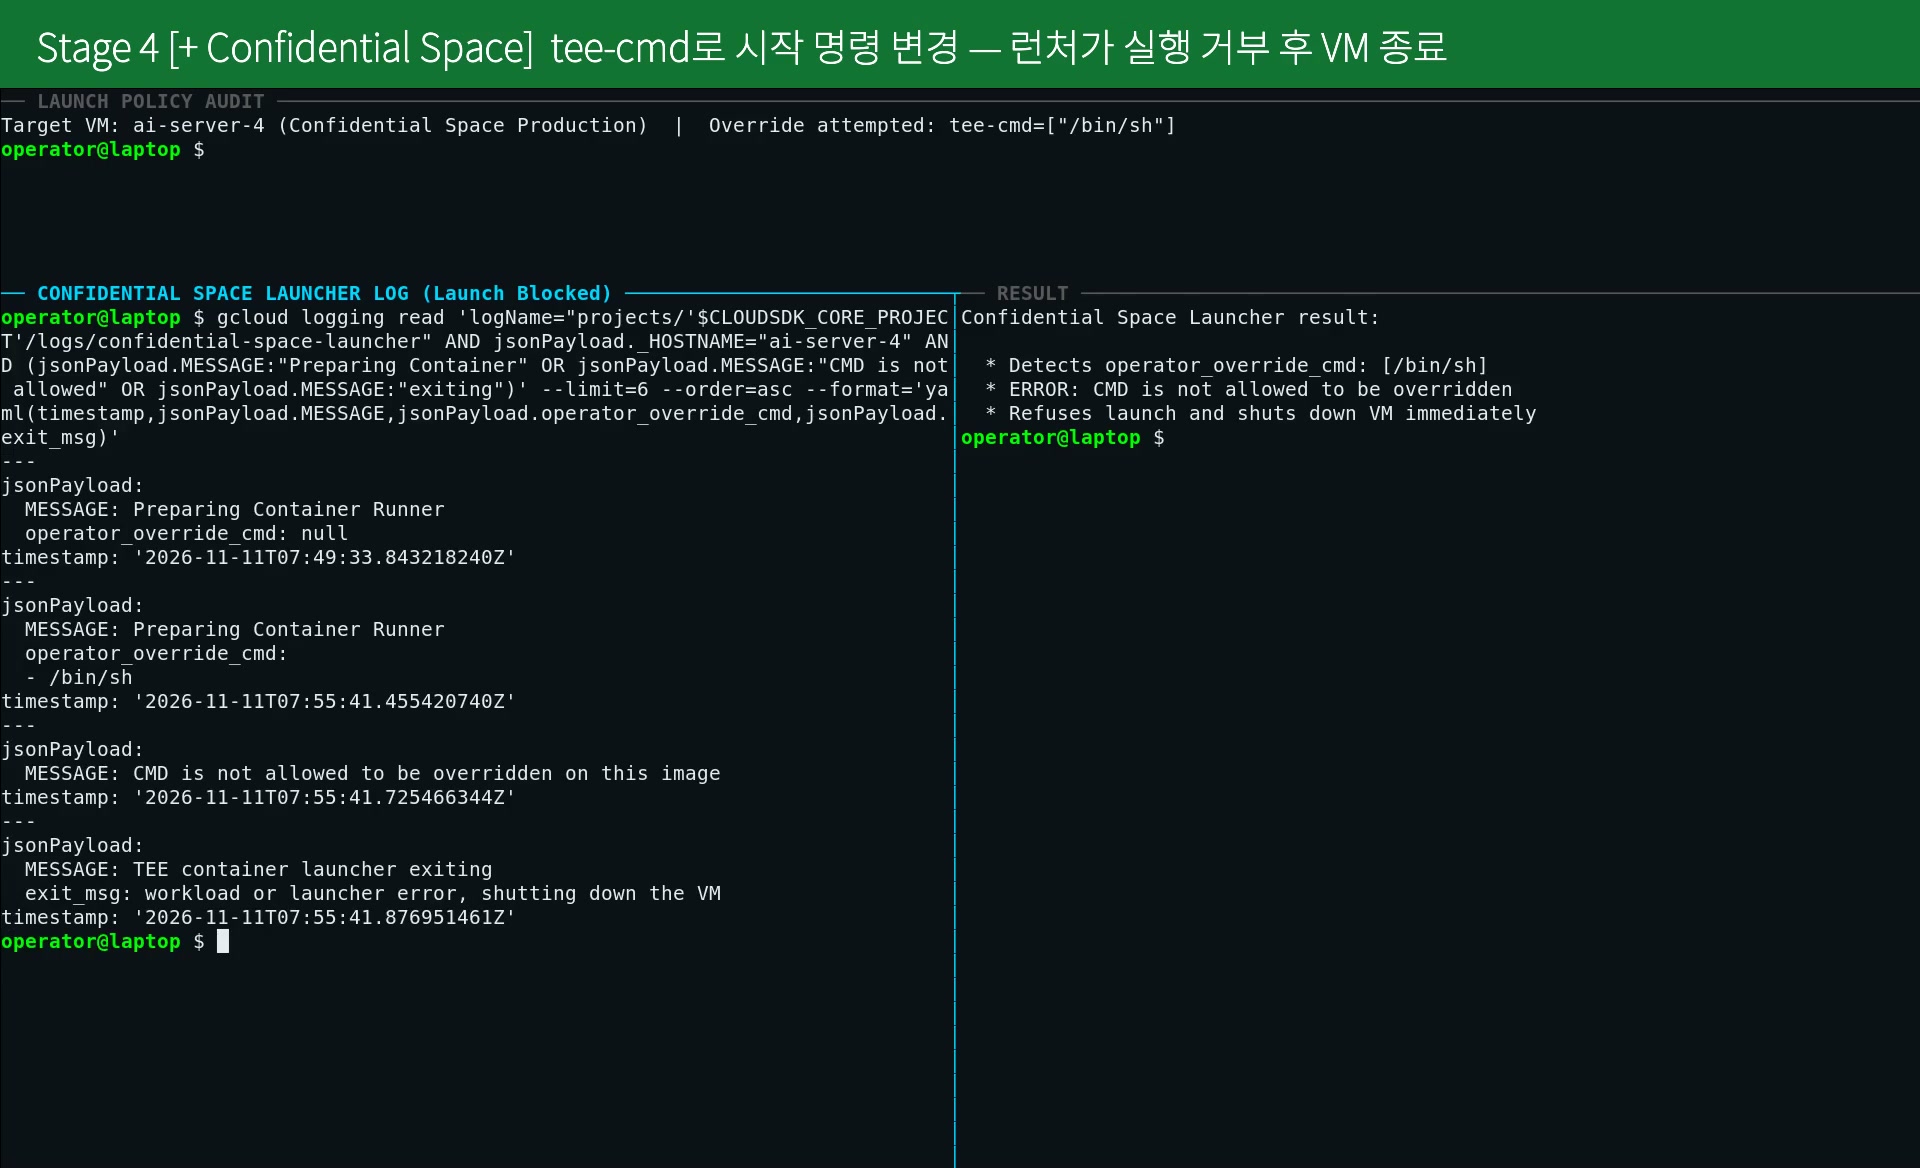 Stage 4 [+ Confidential Space]  tee-cmd로 시작 명령 변경 — 런처가 실행 거부 후 VM 종료
LAUNCH POLICY AUDIT
Target VM: ai-server-4 (Confidential Space Production)  |  Override attempted: tee-cmd=["/bin/sh"]
operator@laptop $
CONFIDENTIAL SPACE LAUNCHER LOG (Launch Blocked)
operator@laptop $ gcloud logging read 'logName="projects/'$CLOUDSDK_CORE_PROJEC
T'/logs/confidential-space-launcher" AND jsonPayload._HOSTNAME="ai-server-4" AN
D (jsonPayload.MESSAGE:"Preparing Container" OR jsonPayload.MESSAGE:"CMD is not
 allowed" OR jsonPayload.MESSAGE:"exiting")' --limit=6 --order=asc --format='ya
ml(timestamp,jsonPayload.MESSAGE,jsonPayload.operator_override_cmd,jsonPayload.
exit_msg)'
---
jsonPayload:
  MESSAGE: Preparing Container Runner
  operator_override_cmd: null
timestamp: '2026-11-11T07:49:33.843218240Z'
---
jsonPayload:
  MESSAGE: Preparing Container Runner
  operator_override_cmd:
  - /bin/sh
timestamp: '2026-11-11T07:55:41.455420740Z'
---
jsonPayload:
  MESSAGE: CMD is not allowed to be overridden on this image
timestamp: '2026-11-11T07:55:41.725466344Z'
---
jsonPayload:
  MESSAGE: TEE container launcher exiting
  exit_msg: workload or launcher error, shutting down the VM
timestamp: '2026-11-11T07:55:41.876951461Z'
operator@laptop $
RESULT
Confidential Space Launcher result:
  * Detects operator_override_cmd: [/bin/sh]
  * ERROR: CMD is not allowed to be overridden
  * Refuses launch and shuts down VM immediately
operator@laptop $